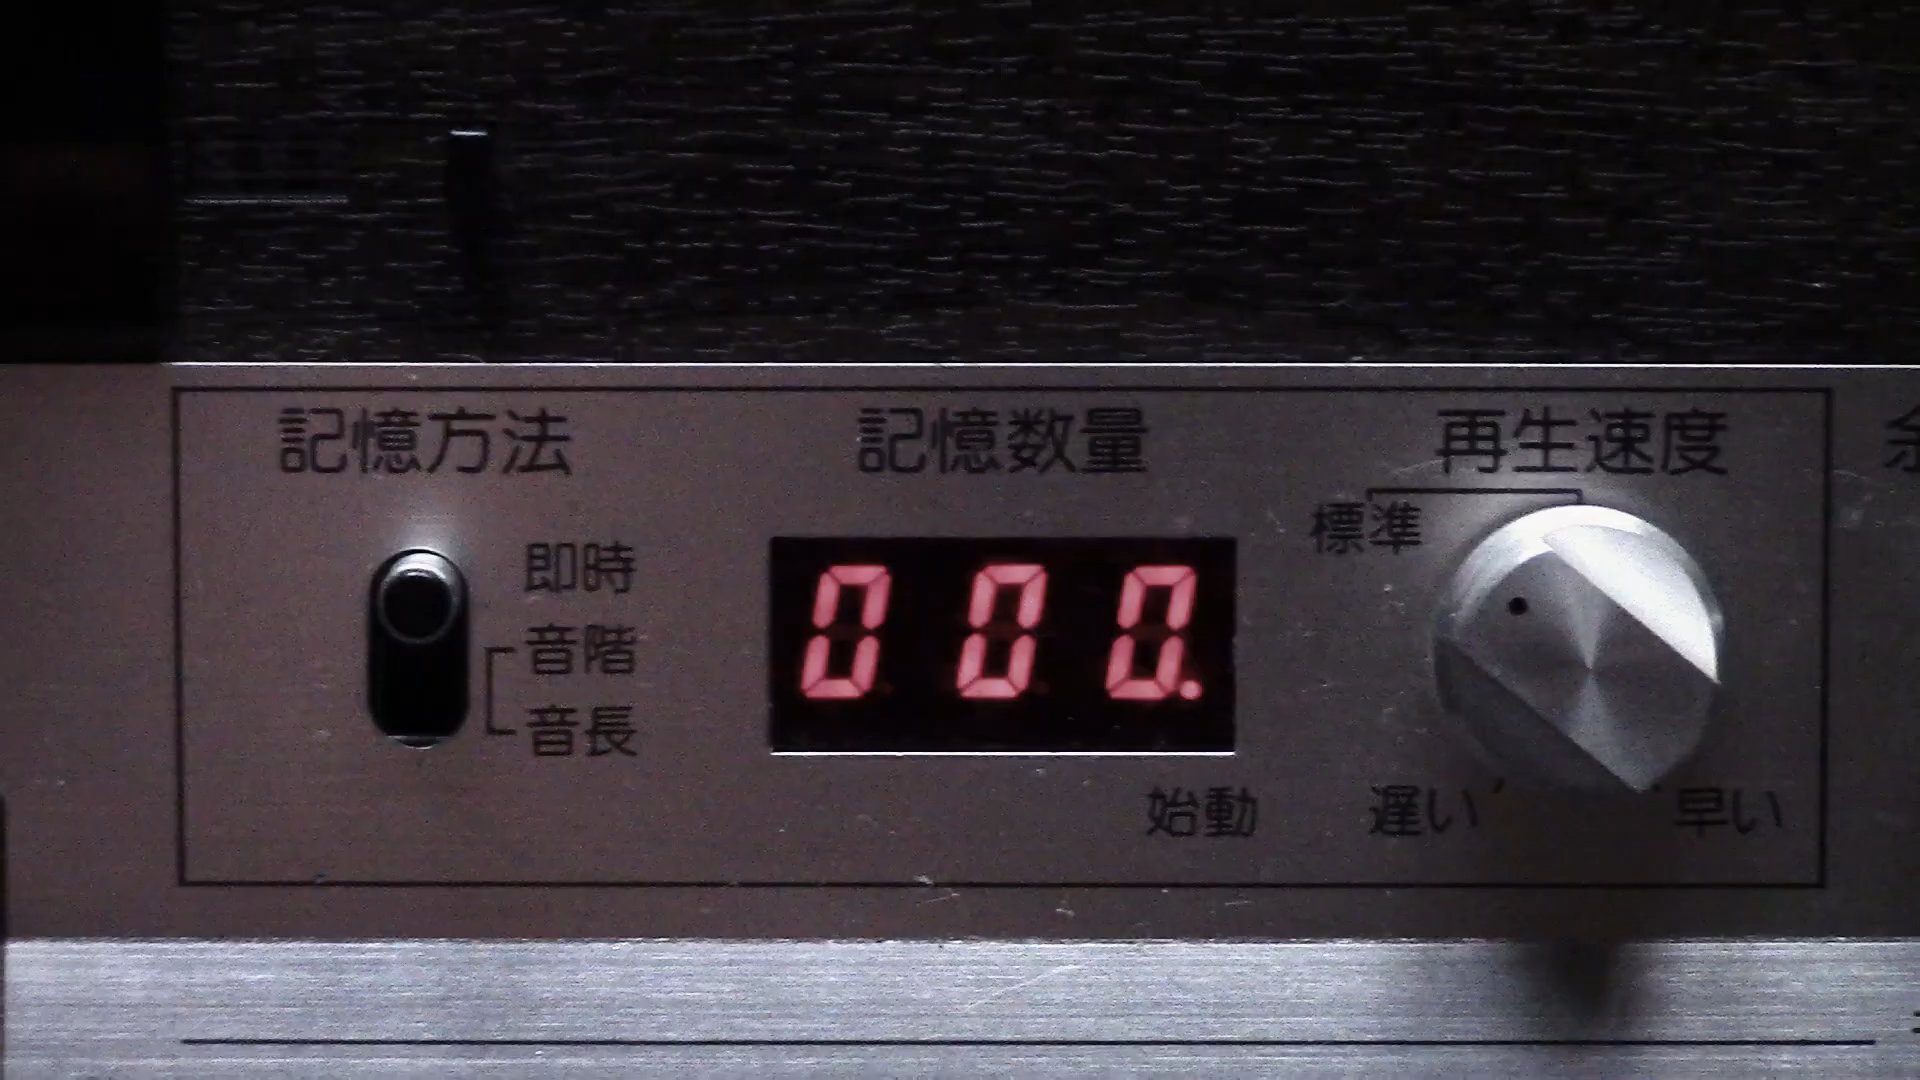 記憶方法
記憶数量
再生速度
標準
即時
音階
音長
000.
始動
遅い
早い